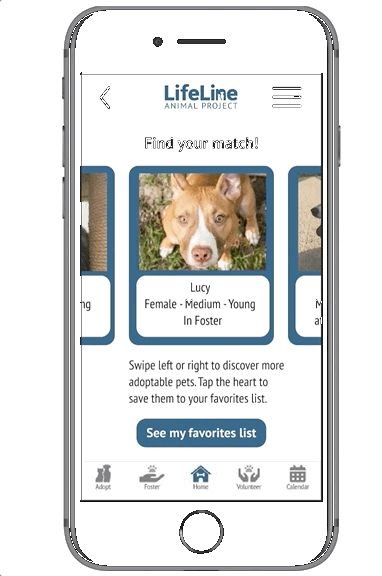 LifeLine
ANIMAL PROJECT
Find your match!
Lucy
Female - Medium - Young
In Foster
Swipe left or right to discover more
adoptable pets. Tap the heart to
save them to your favorites list.
See my favorites list
Adopt
Foster
Home
Volunteer
Calendar